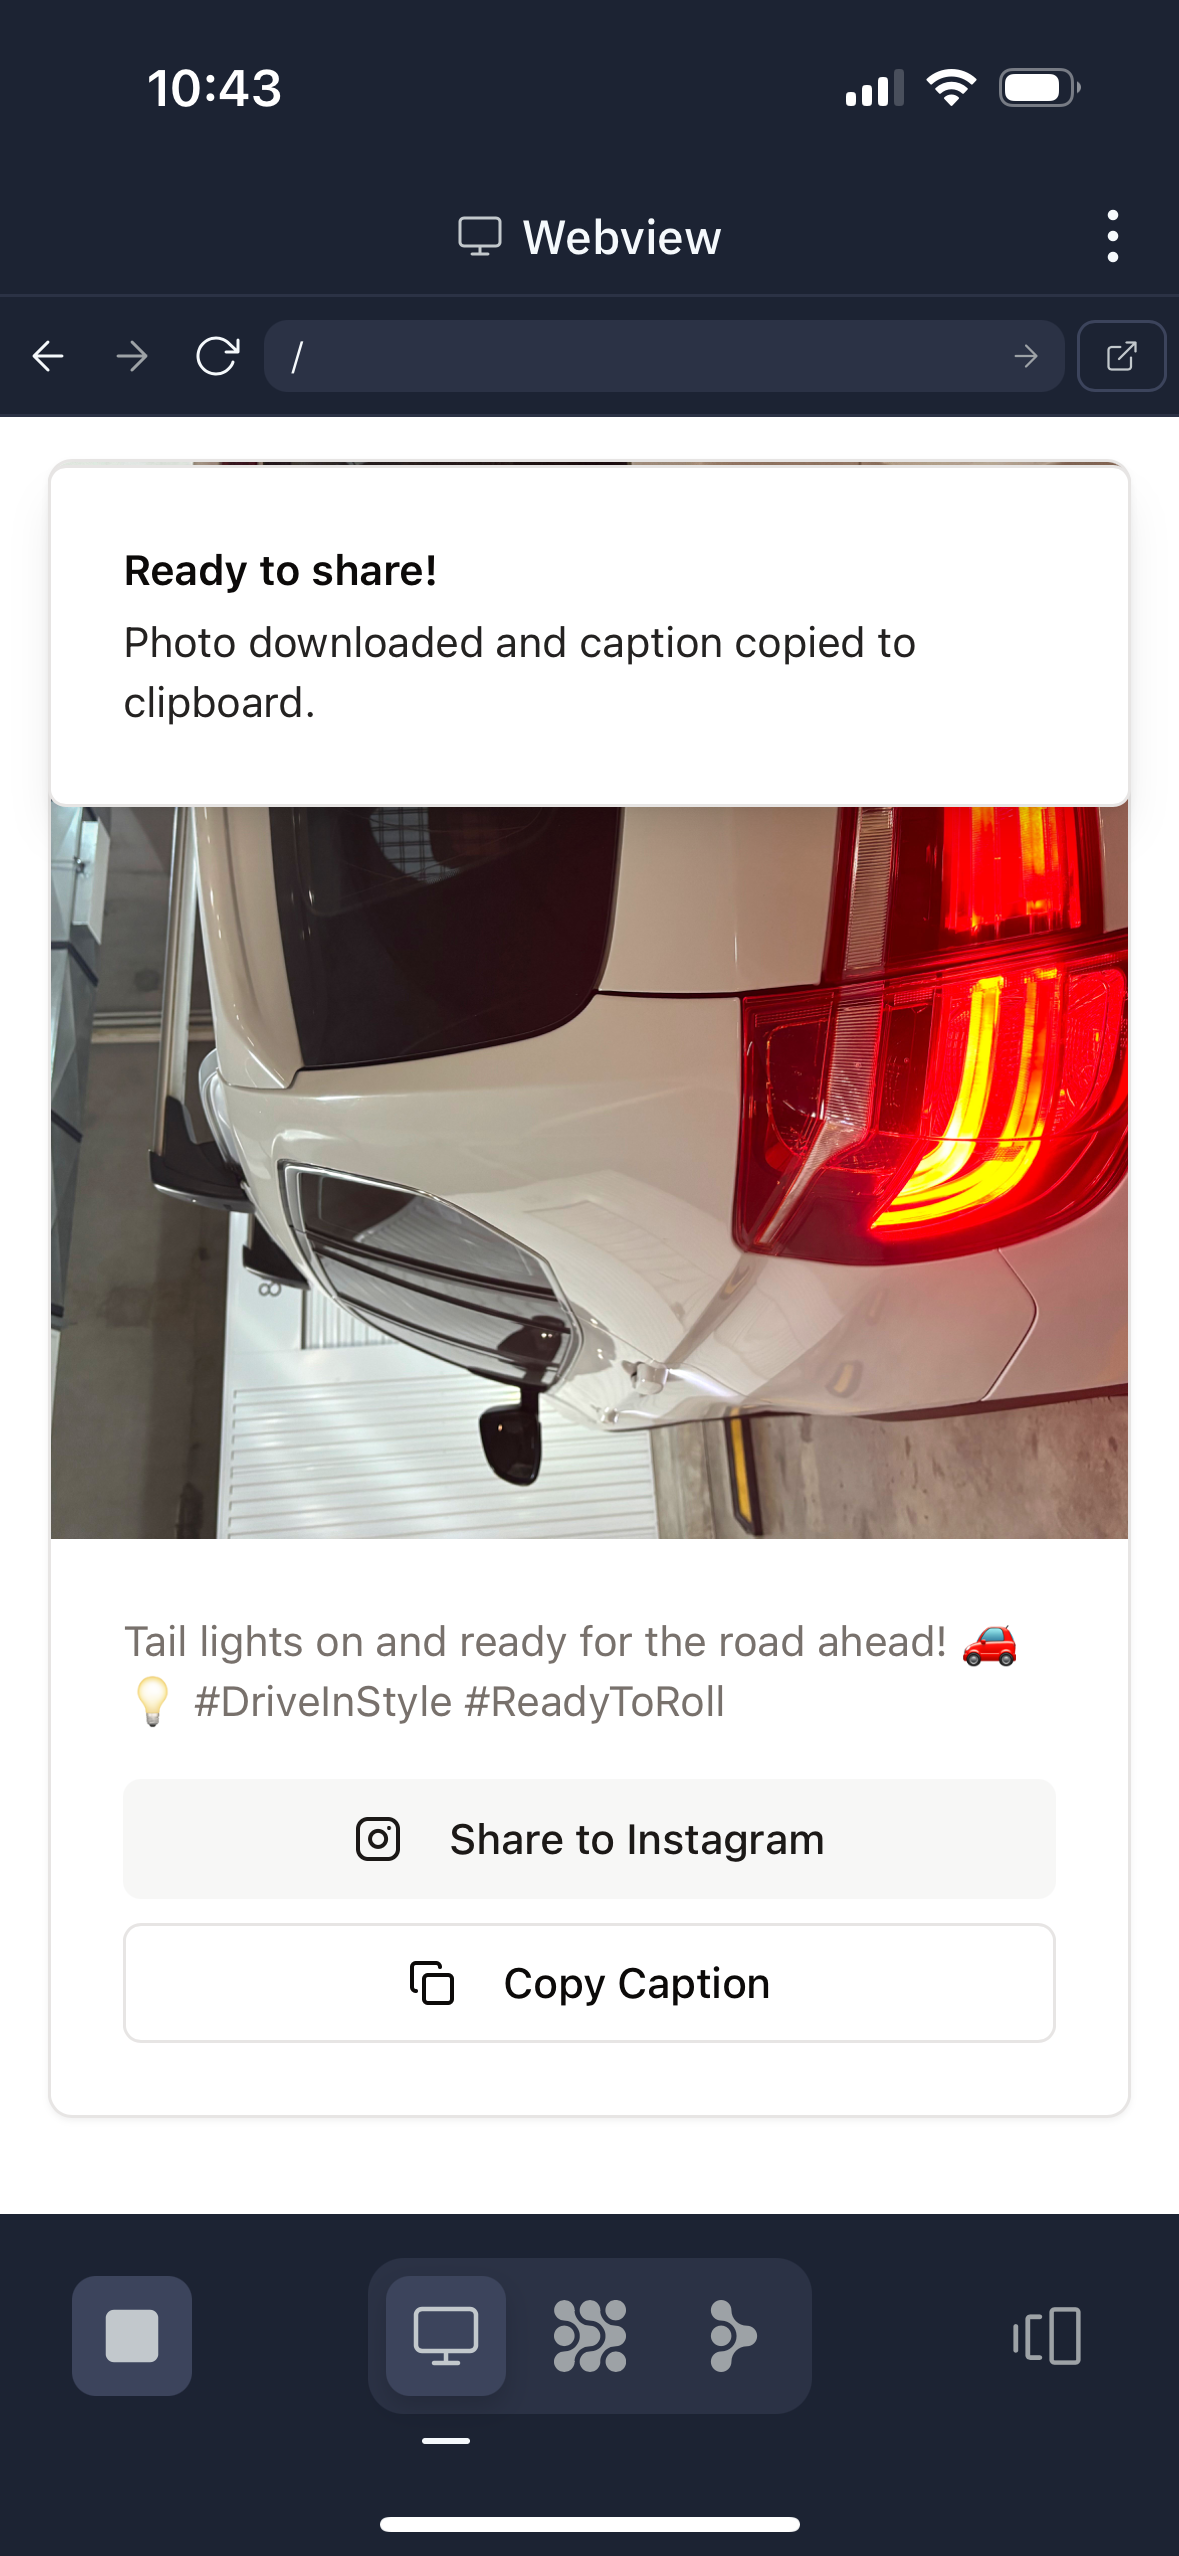 10:43
Webview
/
Ready to share!
Photo downloaded and caption copied to
clipboard.
8
Tail lights on and ready for the road ahead! 🚗
💡 #DriveInStyle #ReadyToRoll
Share to Instagram
Copy Caption